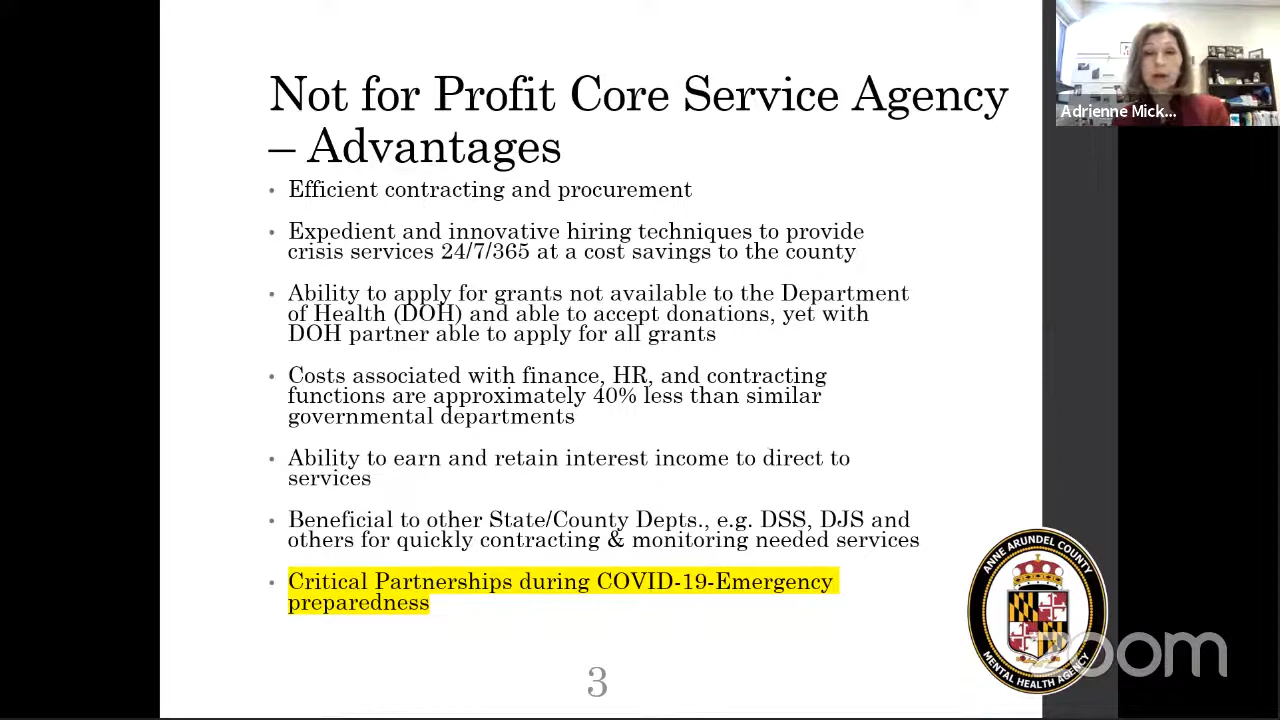 Not for Profit Core Service Agency
– Advantages
• Efficient contracting and procurement
• Expedient and innovative hiring techniques to provide
crisis services 24/7/365 at a cost savings to the county
• Ability to apply for grants not available to the Department
of Health (DOH) and able to accept donations, yet with
DOH partner able to apply for all grants
• Costs associated with finance, HR, and contracting
functions are approximately 40% less than similar
governmental departments
• Ability to earn and retain interest income to direct to
services
• Beneficial to other State/County Depts., e.g. DSS, DJS and
others for quickly contracting & monitoring needed services
• Critical Partnerships during COVID-19-Emergency
preparedness
3
Adrienne Mick...
ANNE ARUNDEL COUNTY
MENTAL HEALTH AGENCY
zoom